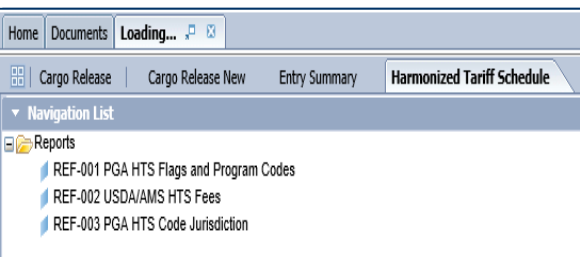 Home Documents Loading...
Cargo Release Cargo Release New Entry Summary Harmonized Tariff Schedule
Navigation List
Reports
REF-001 PGA HTS Flags and Program Codes
REF-002 USDA/AMS HTS Fees
REF-003 PGA HTS Code Jurisdiction